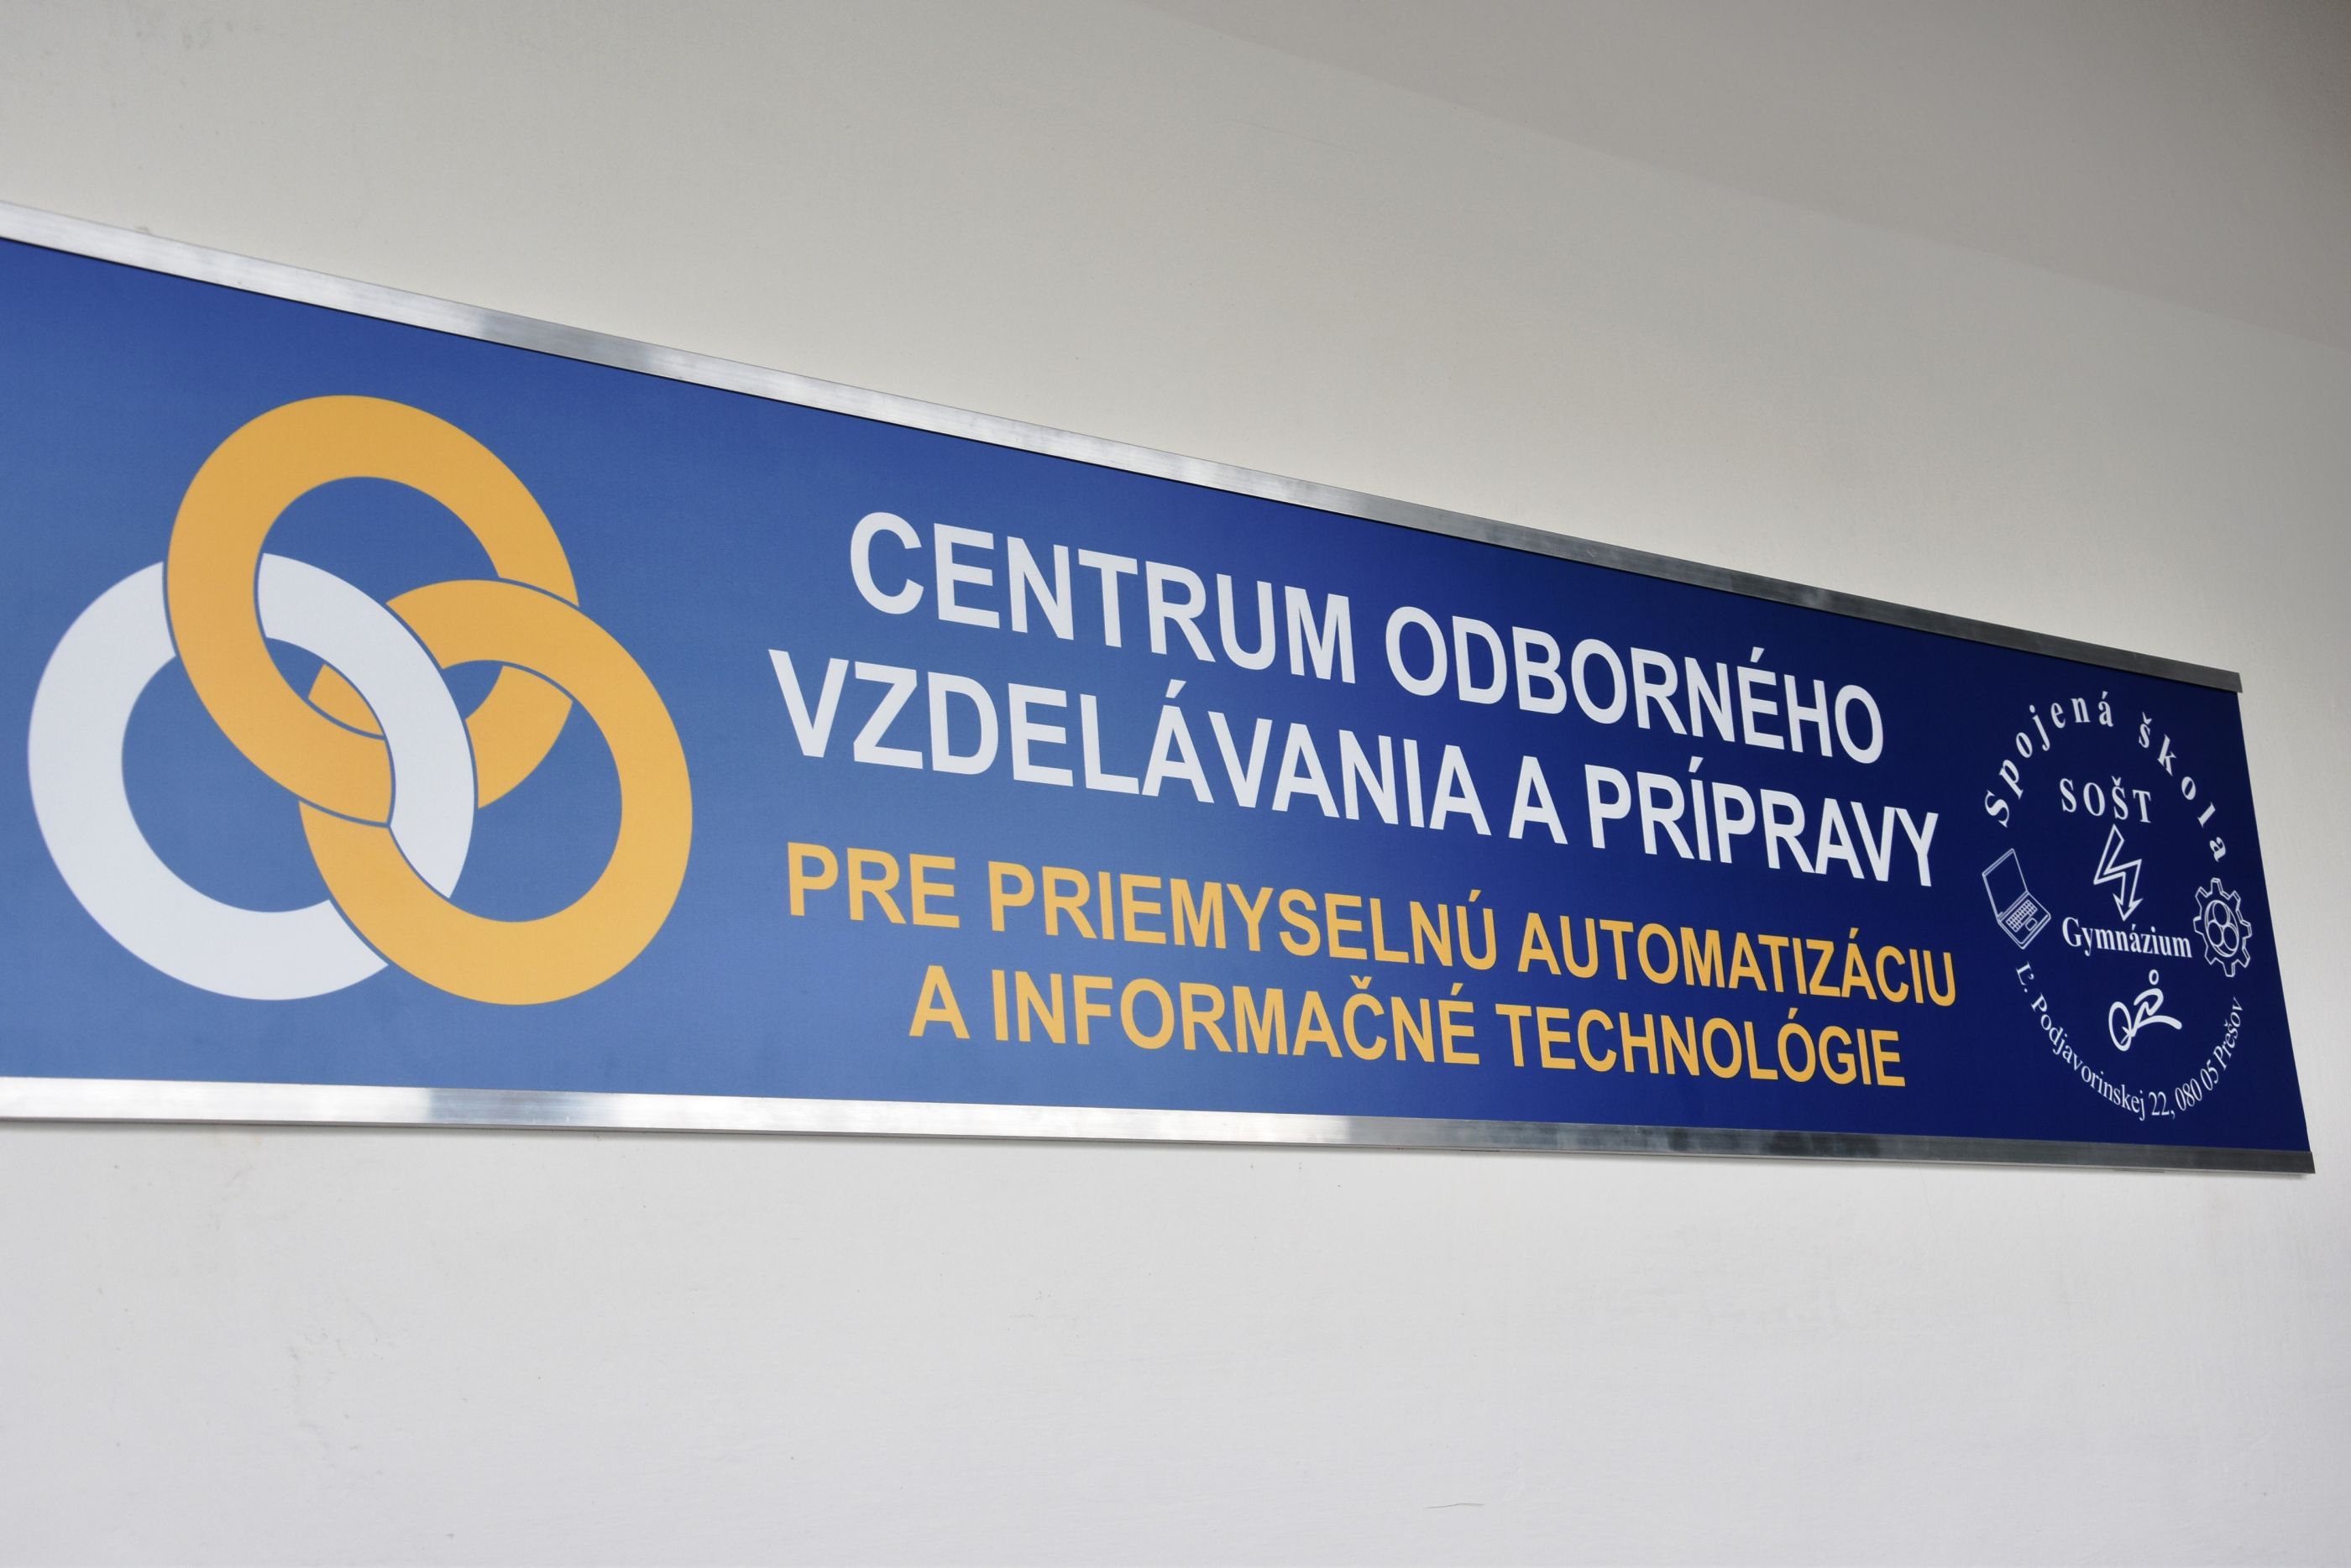 CENTRUM ODBORNÉHO
VZDELÁVANIA A PRÍPRAVY
PRE PRIEMYSELNÚ AUTOMATIZÁCIU
A INFORMAČNÉ TECHNOLÓGIE
Spojená škola
SOŠT
Gymnázium
Ľ. Podjavorinskej 22, 080 05 Prešov